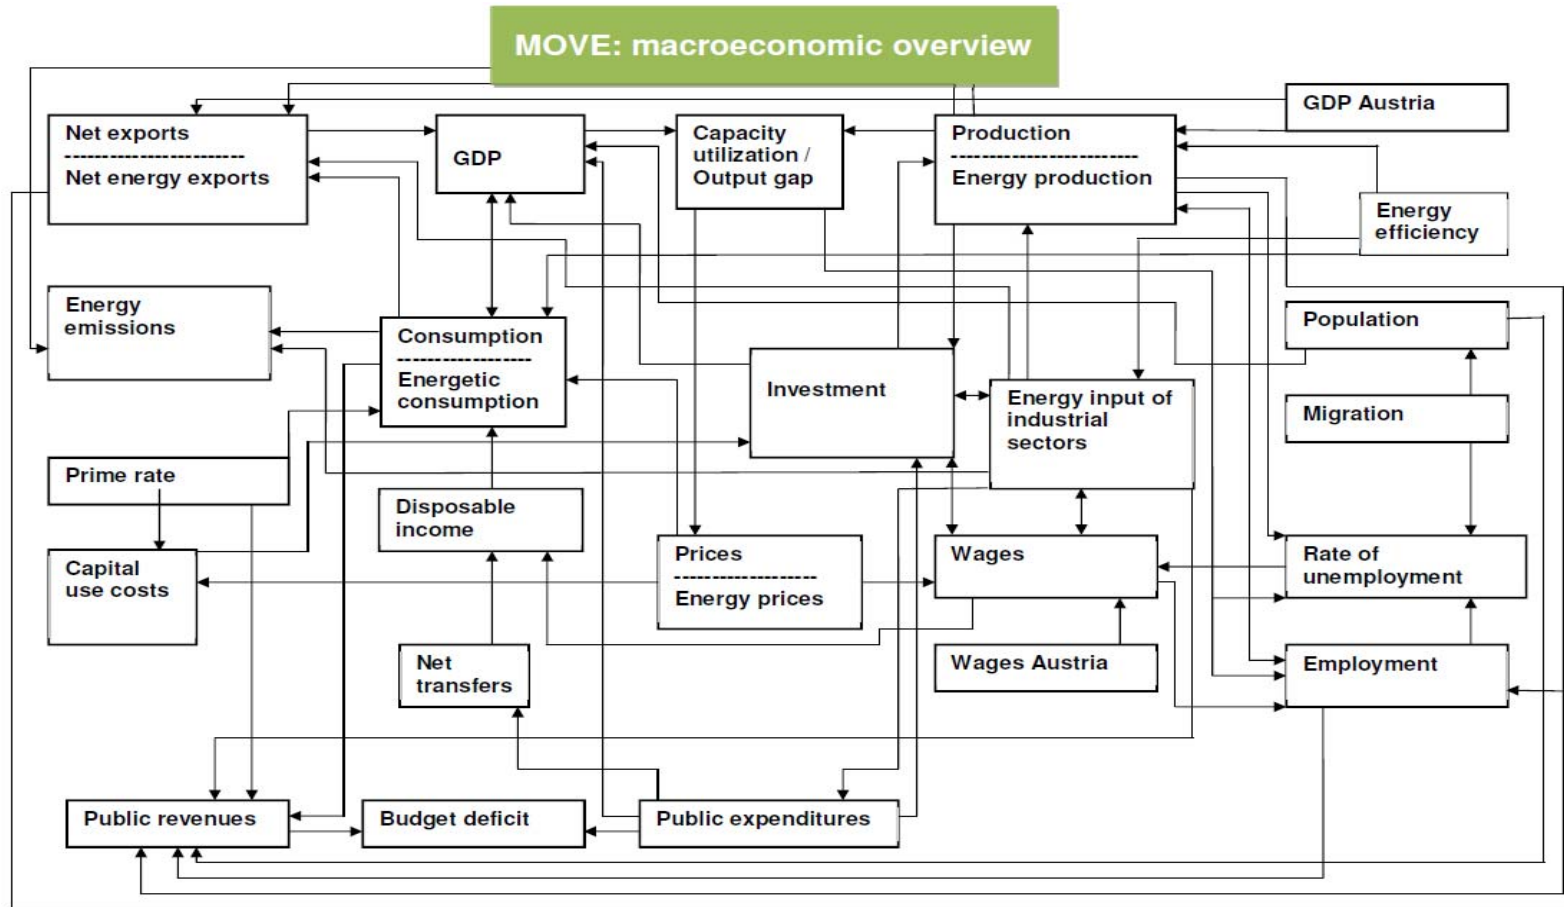 MOVE: macroeconomic overview
GDP Austria
Net exports
------------------------
Net energy exports
GDP
Capacity
utilization /
Output gap
Production
-------------------------
Energy production
Energy
efficiency
Energy
emissions
Population
Consumption
------------------
Energetic
consumption
Investment
Energy input of
industrial
sectors
Migration
Prime rate
Disposable
income
Capital
use costs
Prices
-------------------
Energy prices
Wages
Rate of
unemployment
Net
transfers
Wages Austria
Employment
Public revenues
Budget deficit
Public expenditures